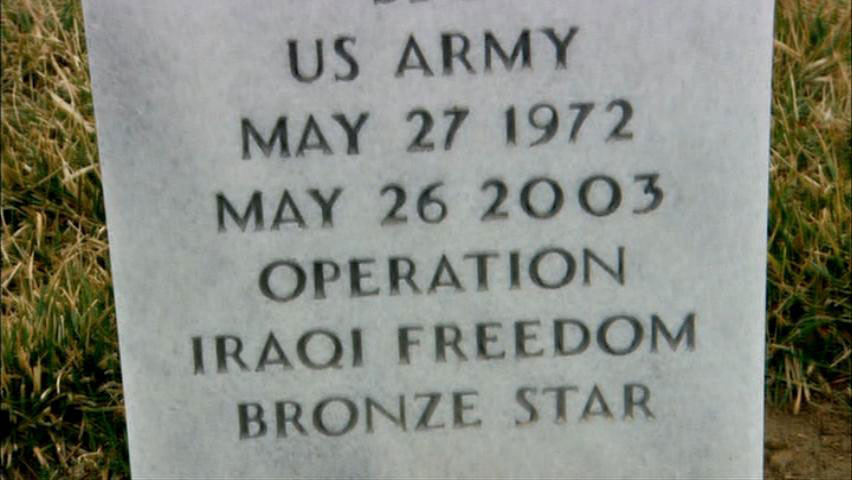 US ARMY
MAY 27 1972
MAY 26 2003
OPERATION
IRAQI FREEDOM
BRONZE STAR